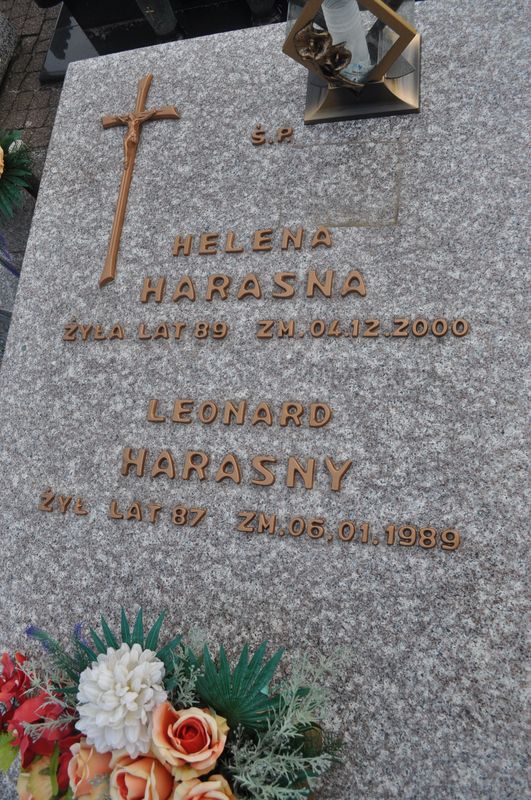 Ś.P.
HELENA
HARASNA
ŻYŁA LAT 89 ZM. 04.12.2000
LEONARD
HARASNY
ŻYŁ LAT 87 ZM. 06.01.1989